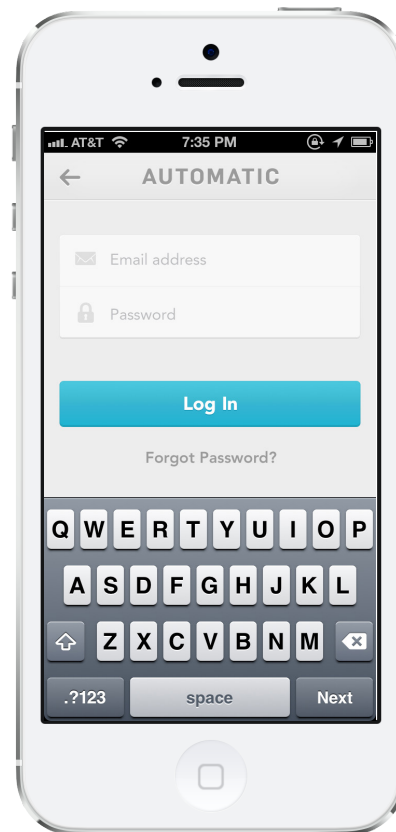 AT&T 7:35 PM
AUTOMATIC
Email address
Password
Log In
Forgot Password?
Q W E R T Y U I O P
A S D F G H J K L
Z X C V B N M
.?123 space Next